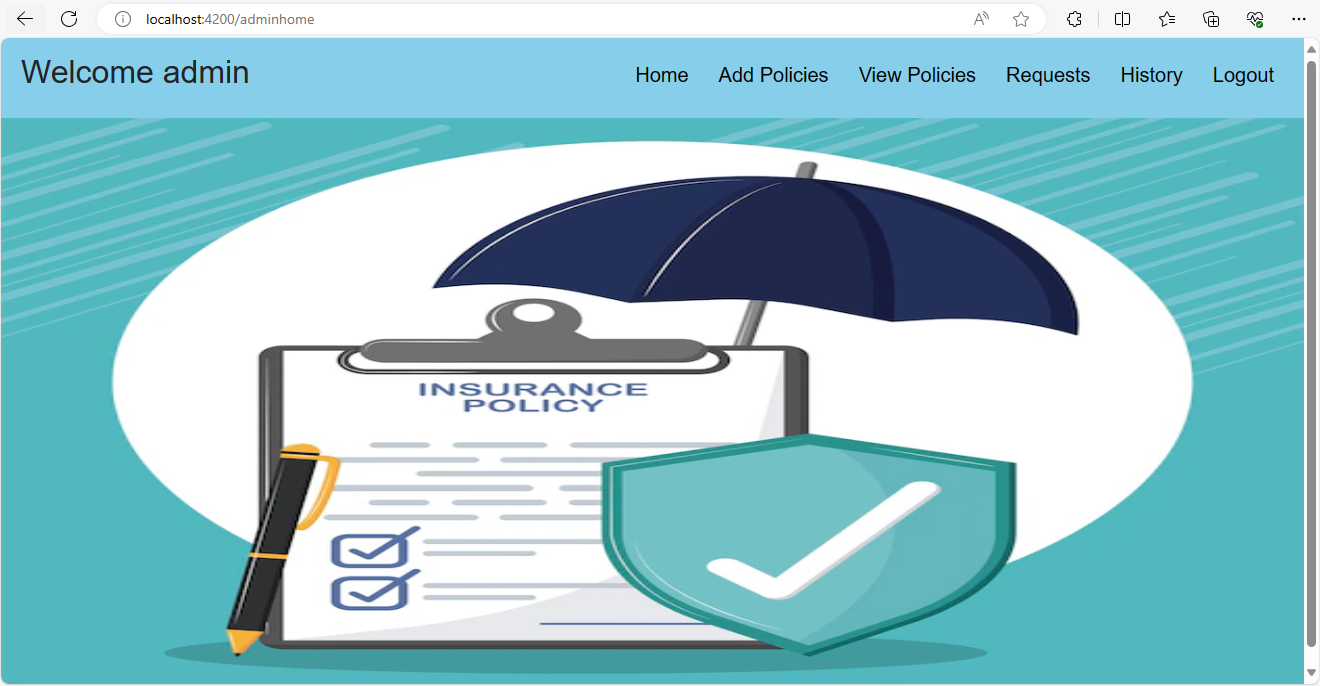 localhost:4200/adminhome
Welcome admin
Home Add Policies View Policies Requests History Logout
INSURANCE
POLICY